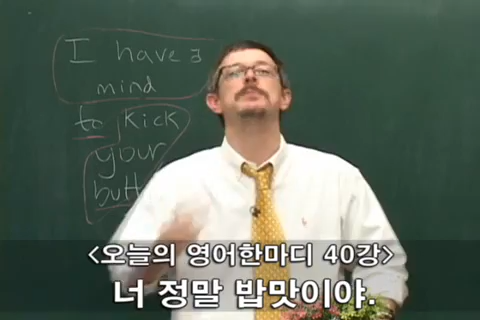 I have a
mind
to kick
your
butt
<오늘의 영어한마디 40강>
너 정말 밥맛이야.